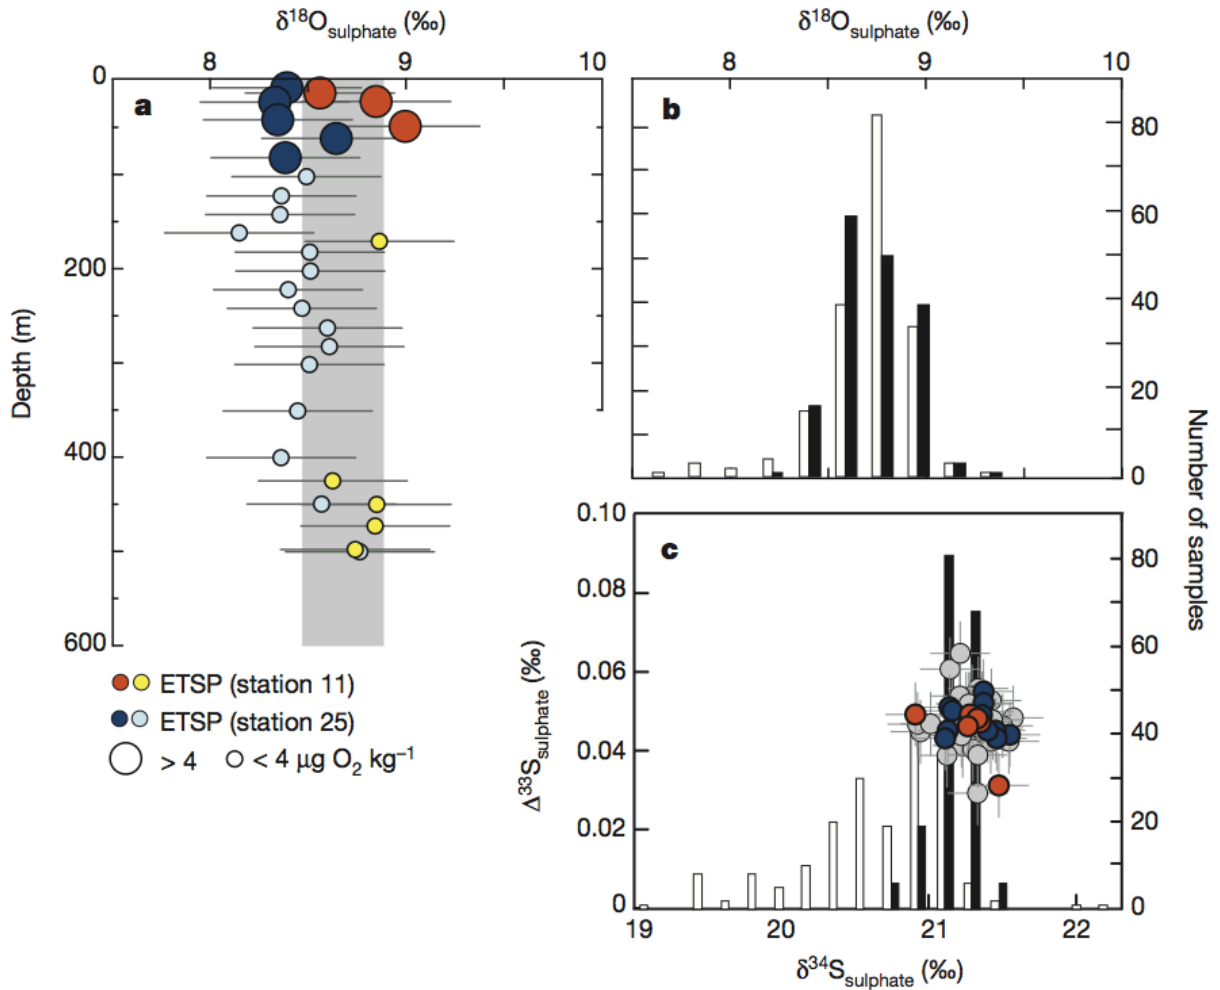 δ18Osulphate (‰)
8 9 10
a
0
200
400
600
Depth (m)
ETSP (station 11)
ETSP (station 25)
> 4 < 4 µg O2 kg–1
δ18Osulphate (‰)
8 9 10
b
80
60
40
20
0
Number of samples
c
0.10
0.08
0.06
0.04
0.02
0
Δ33Ssulphate (‰)
80
60
40
20
0
19 20 21 22
δ34Ssulphate (‰)